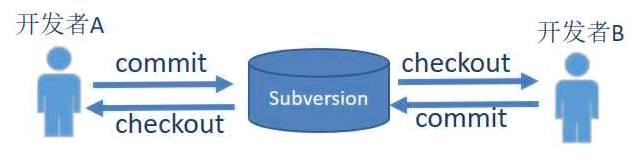 开发者A
开发者B
commit
checkout
Subversion
checkout
commit